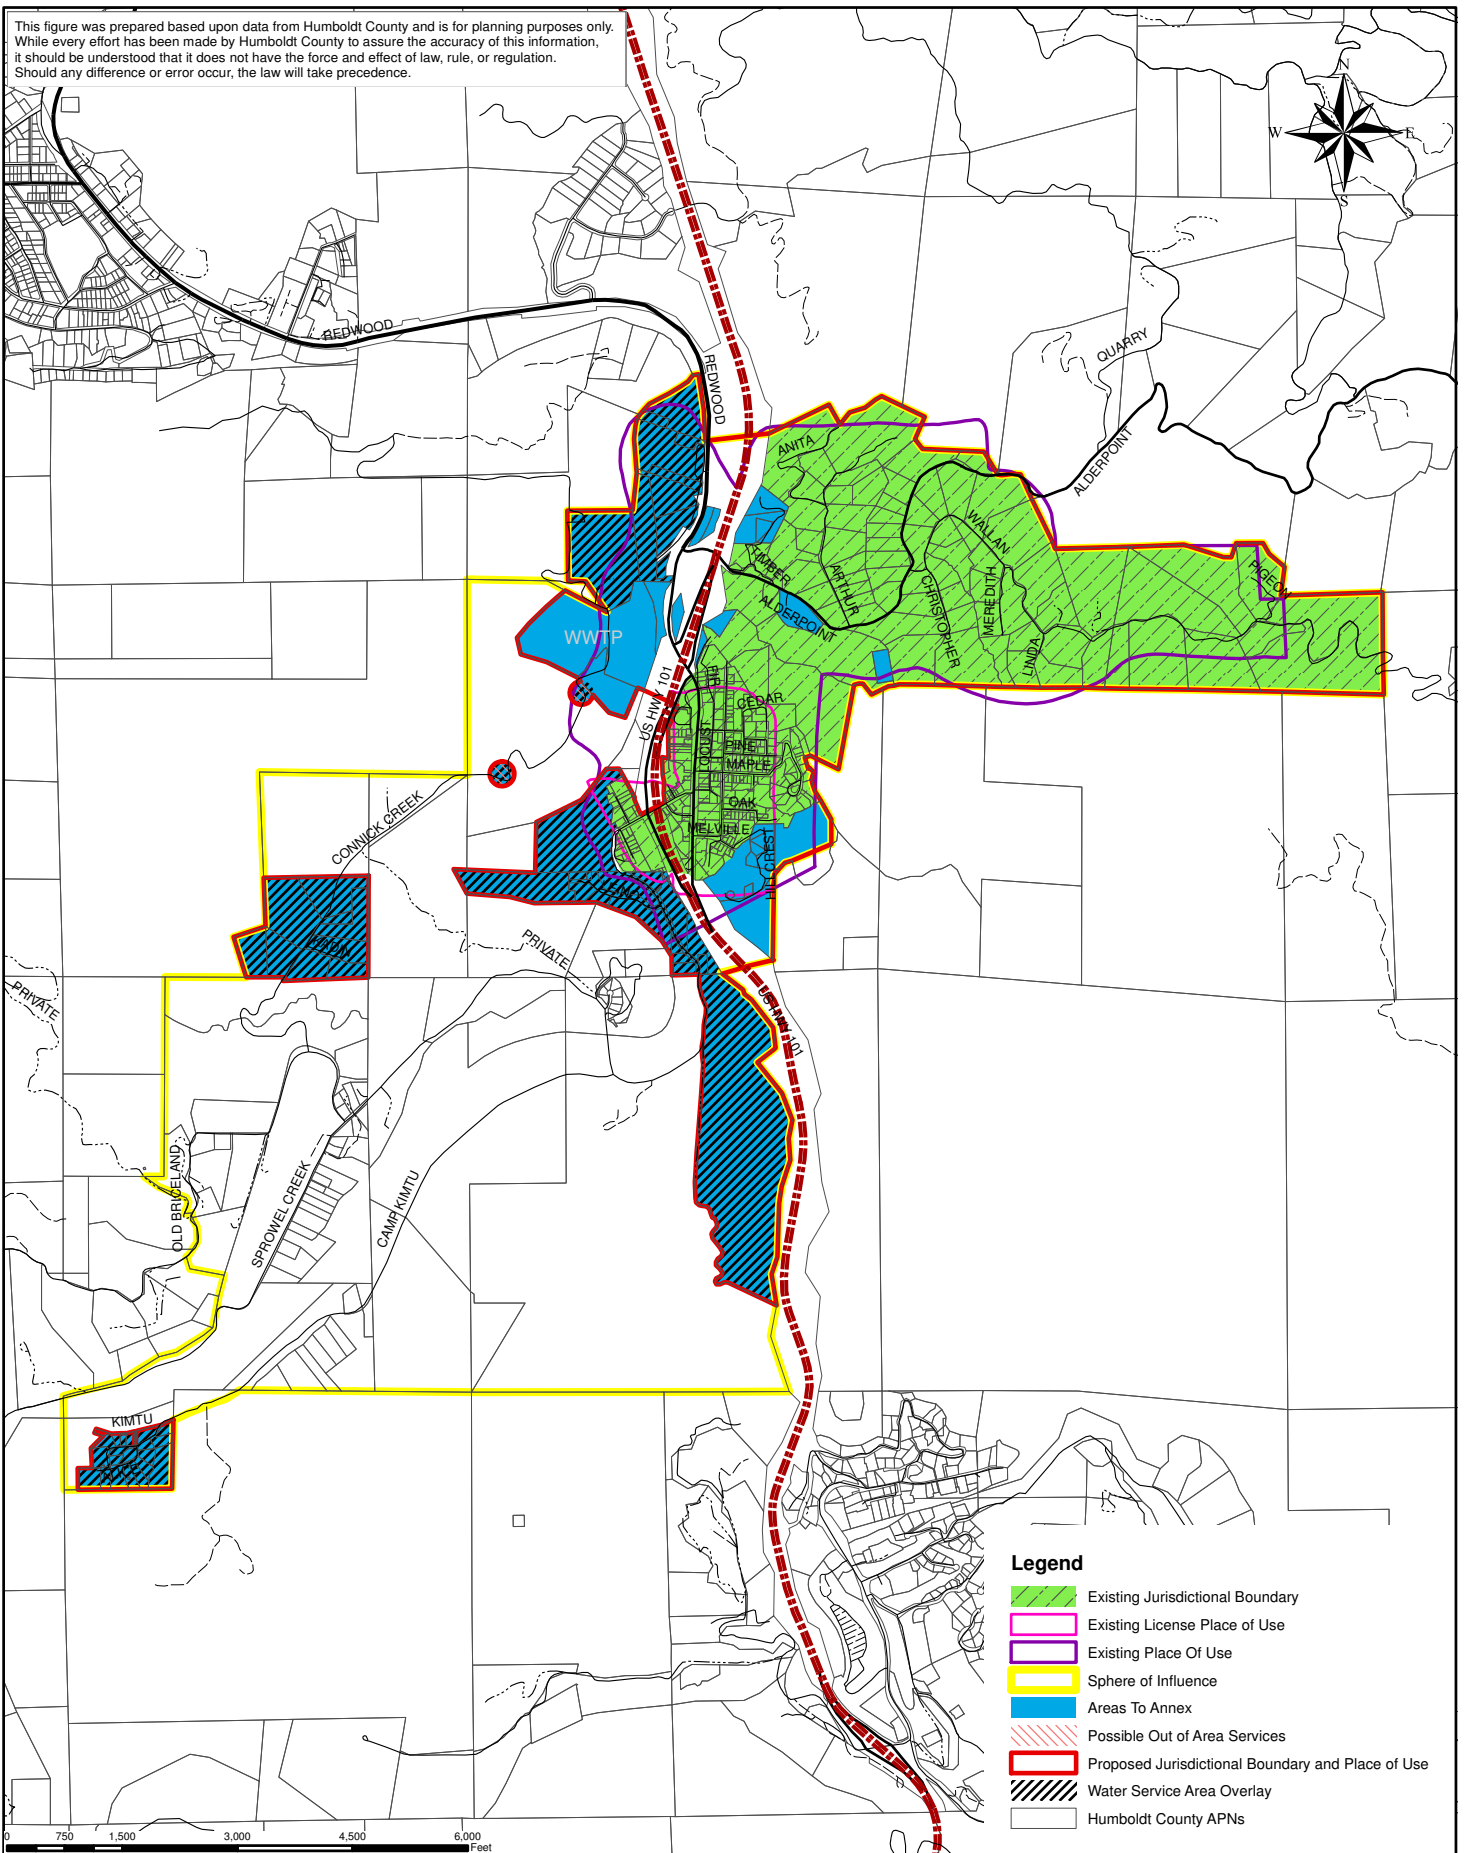 This figure was prepared based upon data from Humboldt County and is for planning purposes only.
While every effort has been made by Humboldt County to assure the accuracy of this information,
it should be understood that it does not have the force and effect of law, rule, or regulation.
Should any difference or error occur, the law will take precedence.
N
W
E
S
REDWOOD
REDWOOD
QUARRY
ALDERPOINT
ANITA
WALLAN
TIMBER
ARTHUR
ALDERPOINT
CHRISTOPHER
MEREDITH
LINDA
PIGEON
WWTP
US HWY 101
FIR
CEDAR
LOCUST
PINE
MAPLE
OAK
MELVILLE
HILLCREST
CONNICK CREEK
PRIVATE
PRIVATE
US HWY 101
OLD BRICELAND
SPROWEL CREEK
CAMP KIMTU
KIMTU
Legend
Existing Jurisdictional Boundary
Existing License Place of Use
Existing Place Of Use
Sphere of Influence
Areas To Annex
Possible Out of Area Services
Proposed Jurisdictional Boundary and Place of Use
Water Service Area Overlay
Humboldt County APNs
0 750 1,500 3,000 4,500 6,000
Feet